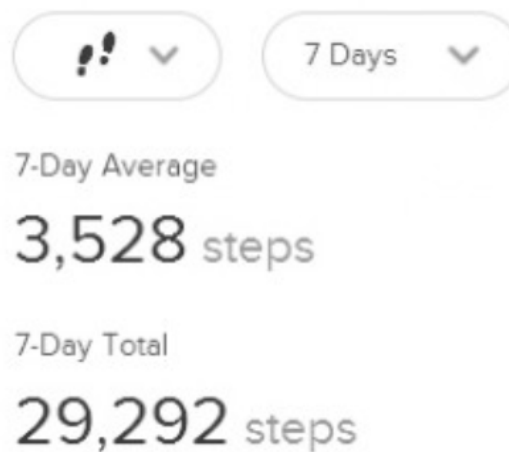 7 Days
7-Day Average
3,528 steps
7-Day Total
29,292 steps